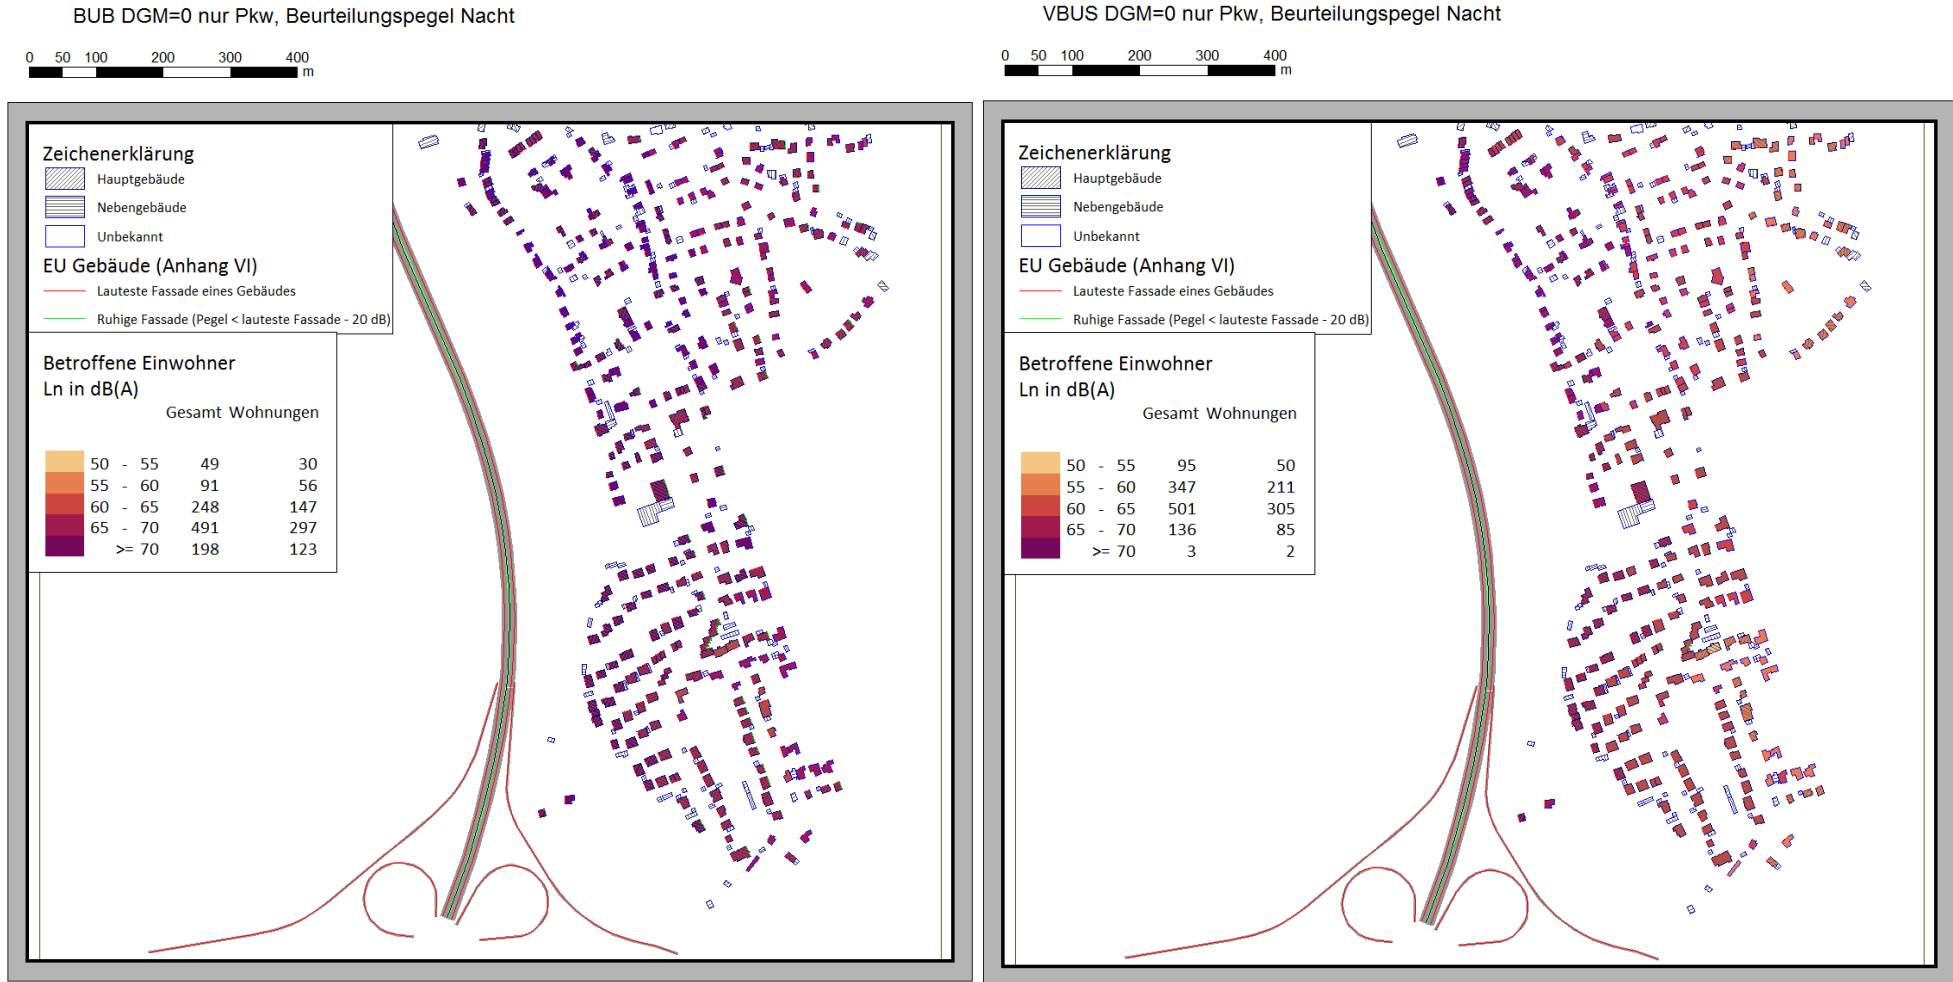 BUB DGM=0 nur Pkw, Beurteilungspegel Nacht
0 50 100 200 300 400
m
Zeichenerklärung
Hauptgebäude
Nebengebäude
Unbekannt
EU Gebäude (Anhang VI)
Lauteste Fassade eines Gebäudes
Ruhige Fassade (Pegel < lauteste Fassade - 20 dB)
Betroffene Einwohner
Ln in dB(A)
Gesamt Wohnungen
50 - 55 49 30
55 - 60 91 56
60 - 65 248 147
65 - 70 491 297
>= 70 198 123
VBUS DGM=0 nur Pkw, Beurteilungspegel Nacht
0 50 100 200 300 400
m
Zeichenerklärung
Hauptgebäude
Nebengebäude
Unbekannt
EU Gebäude (Anhang VI)
Lauteste Fassade eines Gebäudes
Ruhige Fassade (Pegel < lauteste Fassade - 20 dB)
Betroffene Einwohner
Ln in dB(A)
Gesamt Wohnungen
50 - 55 95 50
55 - 60 347 211
60 - 65 501 305
65 - 70 136 85
>= 70 3 2